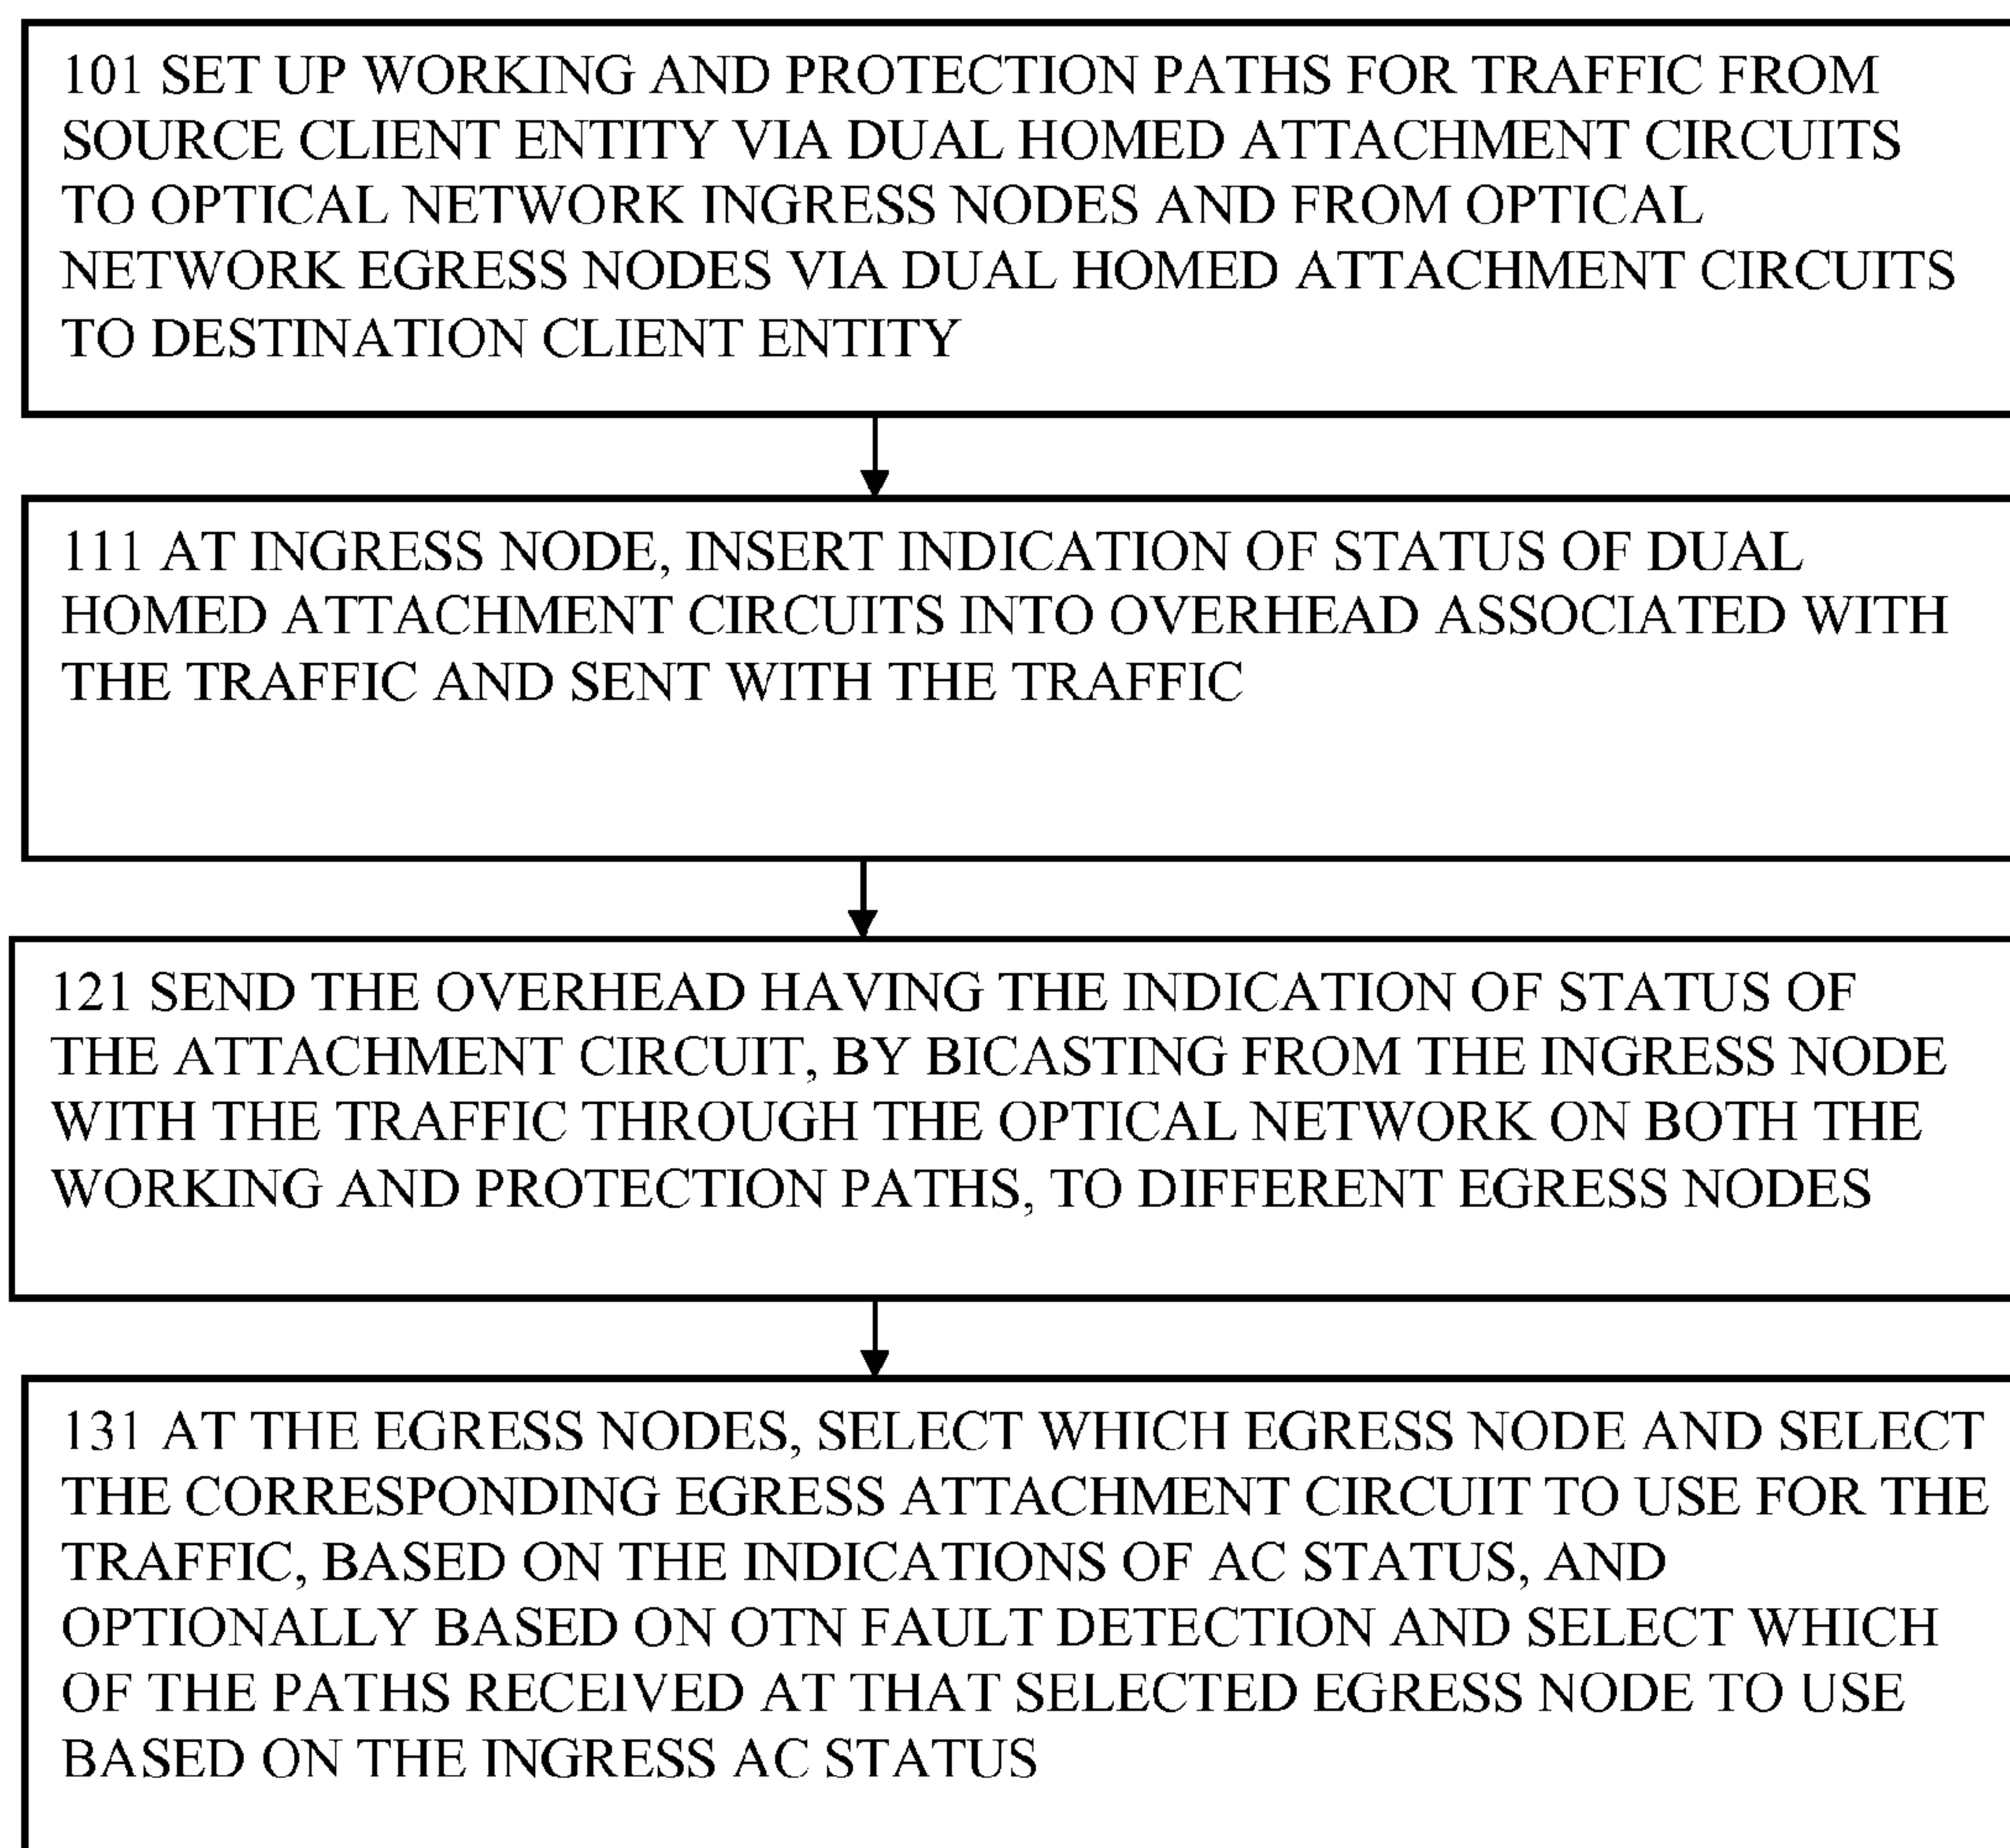 101 SET UP WORKING AND PROTECTION PATHS FOR TRAFFIC FROM
SOURCE CLIENT ENTITY VIA DUAL HOMED ATTACHMENT CIRCUITS
TO OPTICAL NETWORK INGRESS NODES AND FROM OPTICAL
NETWORK EGRESS NODES VIA DUAL HOMED ATTACHMENT CIRCUITS
TO DESTINATION CLIENT ENTITY
111 AT INGRESS NODE, INSERT INDICATION OF STATUS OF DUAL
HOMED ATTACHMENT CIRCUITS INTO OVERHEAD ASSOCIATED WITH
THE TRAFFIC AND SENT WITH THE TRAFFIC
121 SEND THE OVERHEAD HAVING THE INDICATION OF STATUS OF
THE ATTACHMENT CIRCUIT, BY BICASTING FROM THE INGRESS NODE
WITH THE TRAFFIC THROUGH THE OPTICAL NETWORK ON BOTH THE
WORKING AND PROTECTION PATHS, TO DIFFERENT EGRESS NODES
131 AT THE EGRESS NODES, SELECT WHICH EGRESS NODE AND SELECT
THE CORRESPONDING EGRESS ATTACHMENT CIRCUIT TO USE FOR THE
TRAFFIC, BASED ON THE INDICATIONS OF AC STATUS, AND
OPTIONALLY BASED ON OTN FAULT DETECTION AND SELECT WHICH
OF THE PATHS RECEIVED AT THAT SELECTED EGRESS NODE TO USE
BASED ON THE INGRESS AC STATUS